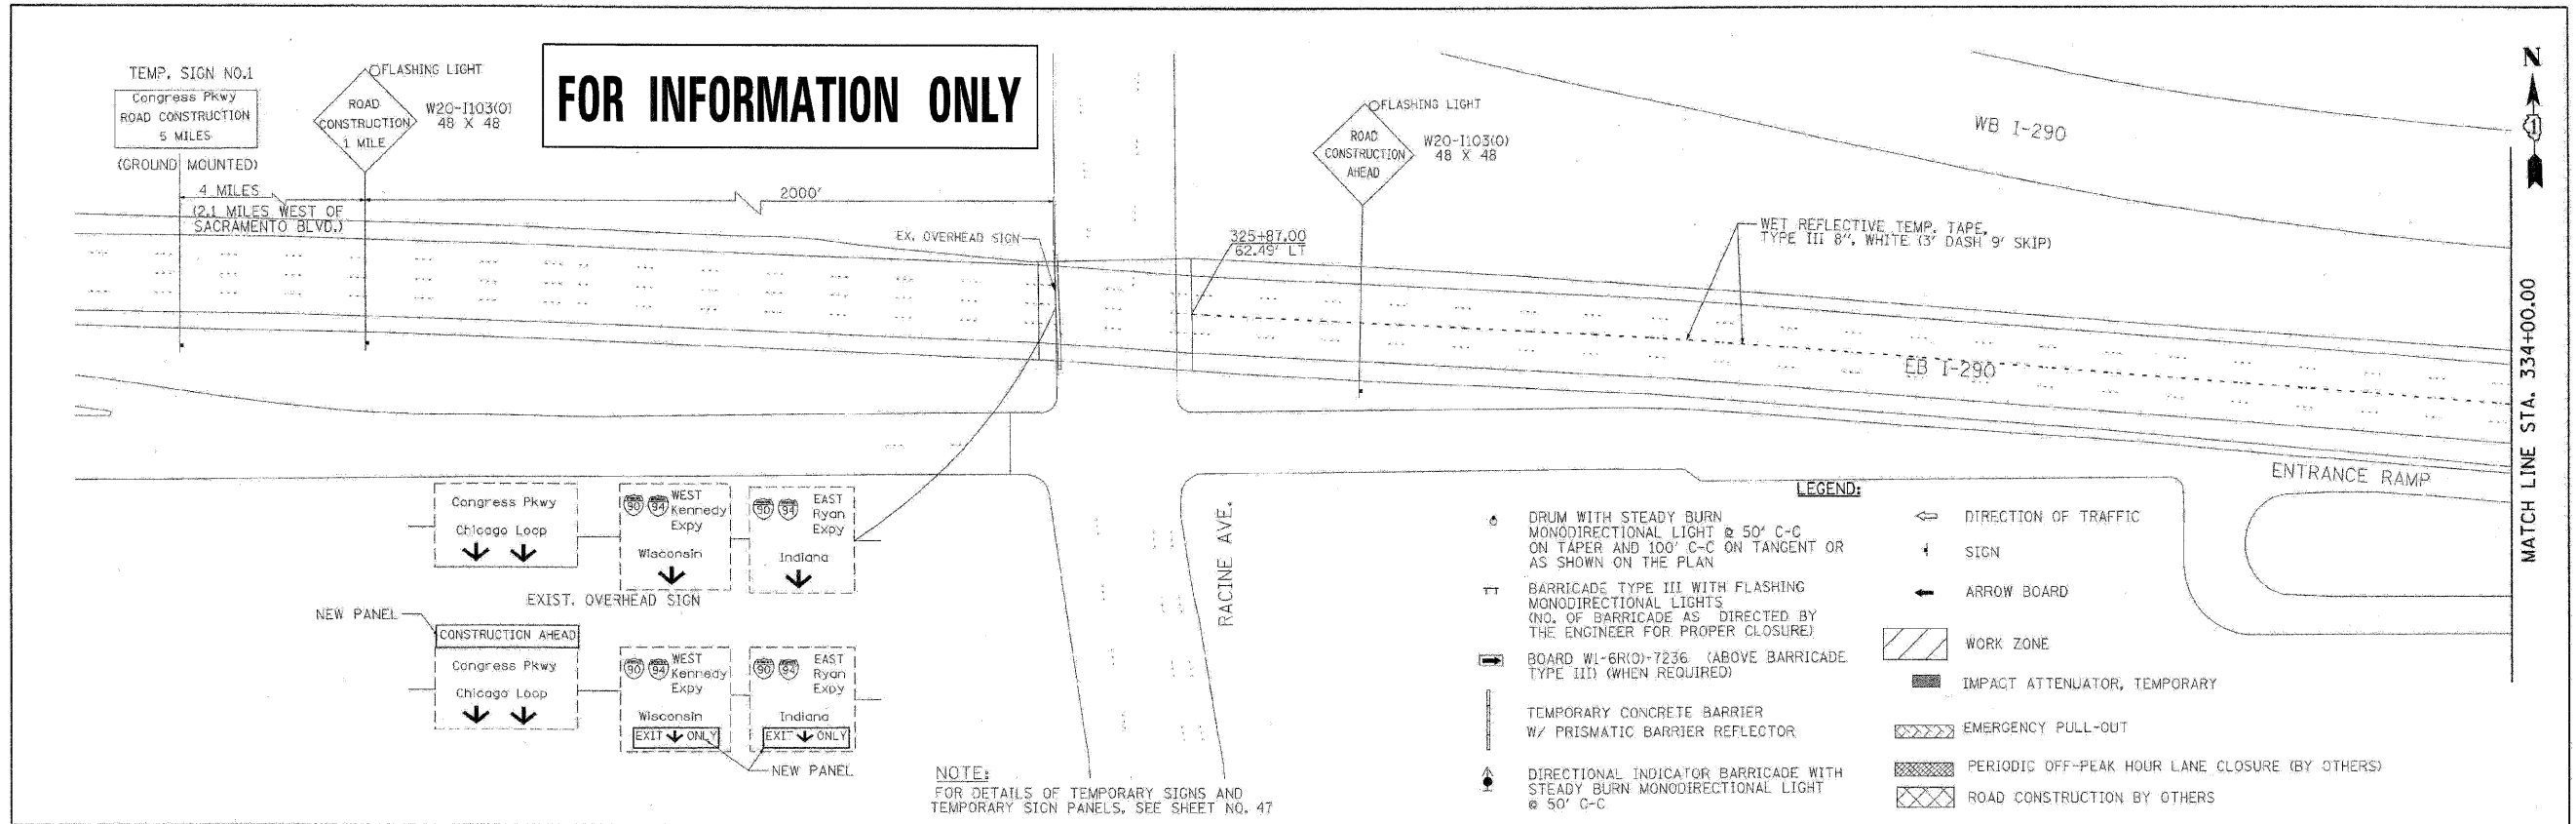 TEMP. SIGN NO.1
Congress Pkwy
ROAD CONSTRUCTION
5 MILES
(GROUND MOUNTED)
FLASHING LIGHT
ROAD
CONSTRUCTION
1 MILE
W20-I103(O)
48 X 48
FOR INFORMATION ONLY
4 MILES
(2.1 MILES WEST OF
SACRAMENTO BLVD.)
2000'
EX. OVERHEAD SIGN
325+87.00
62.49' LT
FLASHING LIGHT
ROAD
CONSTRUCTION
AHEAD
W20-I103(O)
48 X 48
WET REFLECTIVE TEMP. TAPE,
TYPE III 8", WHITE (3' DASH 9' SKIP)
WB I-290
EB I-290
N
1
MATCH LINE STA. 334+00.00
ENTRANCE RAMP
RACINE AVE.
Congress Pkwy
Chicago Loop
90 94 WEST
Kennedy
Expy
Wisconsin
90 94 EAST
Ryan
Expy
Indiana
EXIST. OVERHEAD SIGN
NEW PANEL
CONSTRUCTION AHEAD
Congress Pkwy
Chicago Loop
90 94 WEST
Kennedy
Expy
Wisconsin
EXIT ONLY
90 94 EAST
Ryan
Expy
Indiana
EXIT ONLY
NEW PANEL
NOTE:
FOR DETAILS OF TEMPORARY SIGNS AND
TEMPORARY SIGN PANELS, SEE SHEET NO. 47
LEGEND:
DRUM WITH STEADY BURN
MONODIRECTIONAL LIGHT @ 50' C-C
ON TAPER AND 100' C-C ON TANGENT OR
AS SHOWN ON THE PLAN
BARRICADE TYPE III WITH FLASHING
MONODIRECTIONAL LIGHTS
(NO. OF BARRICADE AS DIRECTED BY
THE ENGINEER FOR PROPER CLOSURE)
BOARD W1-6R(O)-7236 (ABOVE BARRICADE
TYPE III) (WHEN REQUIRED)
TEMPORARY CONCRETE BARRIER
W/ PRISMATIC BARRIER REFLECTOR
DIRECTIONAL INDICATOR BARRICADE WITH
STEADY BURN MONODIRECTIONAL LIGHT
@ 50' C-C
DIRECTION OF TRAFFIC
SIGN
ARROW BOARD
WORK ZONE
IMPACT ATTENUATOR, TEMPORARY
EMERGENCY PULL-OUT
PERIODIC OFF-PEAK HOUR LANE CLOSURE (BY OTHERS)
ROAD CONSTRUCTION BY OTHERS